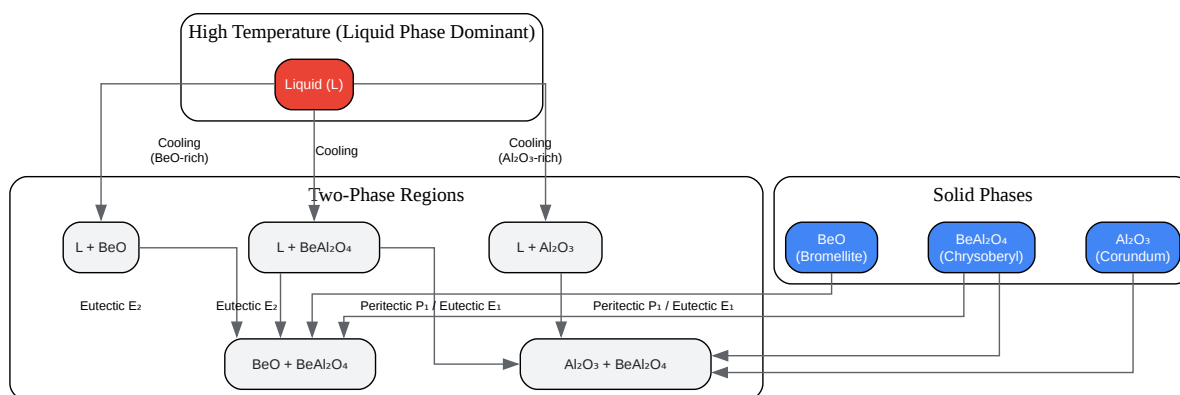 High Temperature (Liquid Phase Dominant)
Liquid (L)
Cooling
(BeO-rich)
Cooling
Cooling
(Al₂O₃-rich)
Two-Phase Regions
Solid Phases
L + BeO
L + BeAl₂O₄
L + Al₂O₃
BeO
(Bromellite)
BeAl₂O₄
(Chrysoberyl)
Al₂O₃
(Corundum)
Eutectic E₂
Eutectic E₂
Peritectic P₁ / Eutectic E₁
Peritectic P₁ / Eutectic E₁
BeO + BeAl₂O₄
Al₂O₃ + BeAl₂O₄